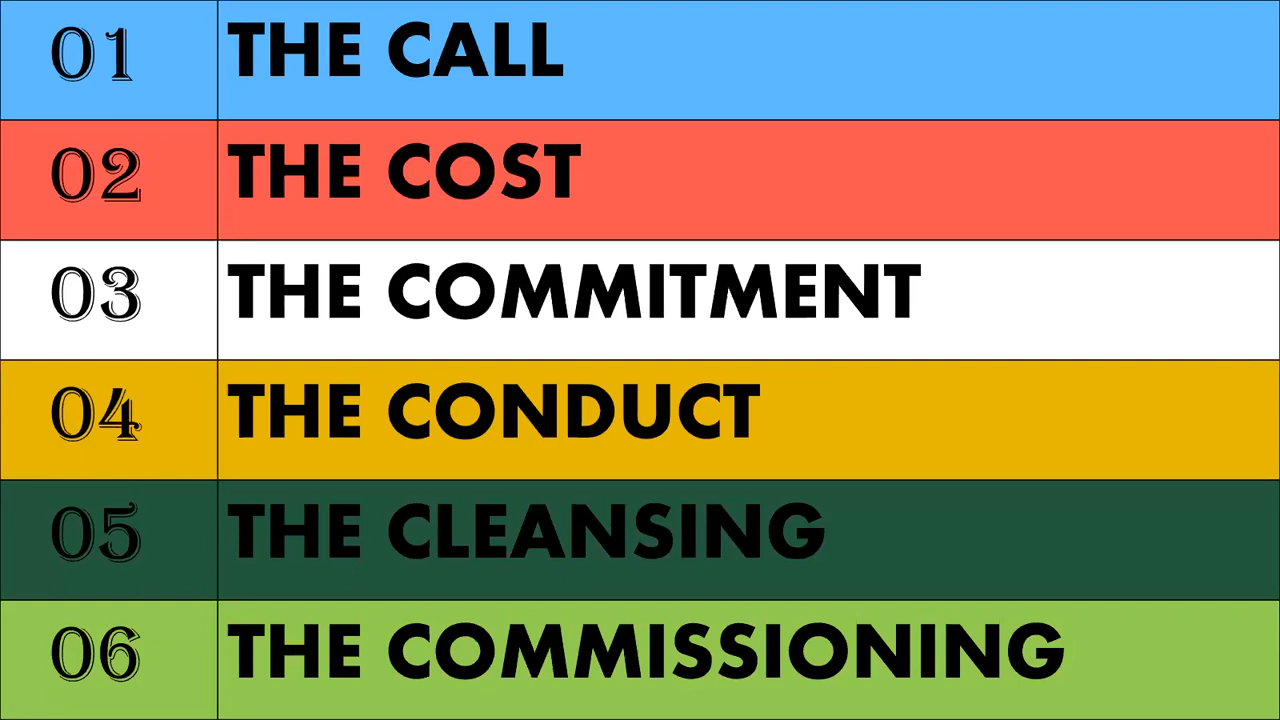 01 THE CALL
02 THE COST
03 THE COMMITMENT
04 THE CONDUCT
05 THE CLEANSING
06 THE COMMISSIONING